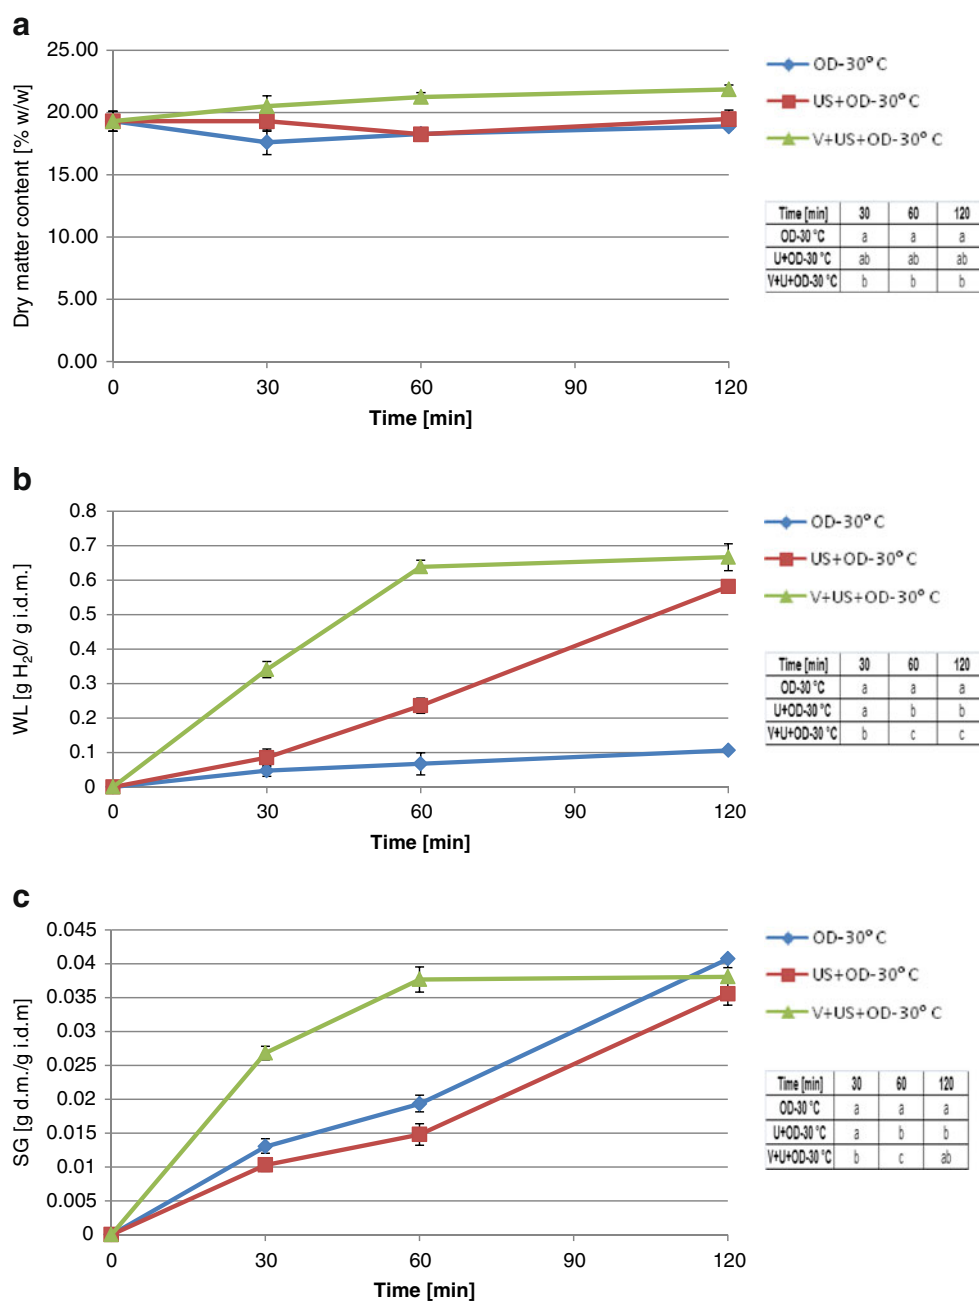 a
25.00
20.00
15.00
10.00
5.00
0.00
Dry matter content [% w/w]
0 30 60 90 120
Time [min]
OD-30° C
US+OD-30° C
V+US+OD-30° C
Time [min] 30 60 120
OD-30 °C a a a
U+OD-30 °C ab ab ab
V+U+OD-30 °C b b b
b
0.8
0.7
0.6
0.5
0.4
0.3
0.2
0.1
0
WL [g H₂0/ g i.d.m.]
0 30 60 90 120
Time [min]
OD-30° C
US+OD-30° C
V+US+OD-30° C
Time [min] 30 60 120
OD-30 °C a a a
U+OD-30 °C a b b
V+U+OD-30 °C b c c
c
0.045
0.04
0.035
0.03
0.025
0.02
0.015
0.01
0.005
0
SG [g d.m./g i.d.m]
0 30 60 90 120
Time [min]
OD-30° C
US+OD-30° C
V+US+OD-30° C
Time [min] 30 60 120
OD-30 °C a a a
U+OD-30 °C a b b
V+U+OD-30 °C b c ab